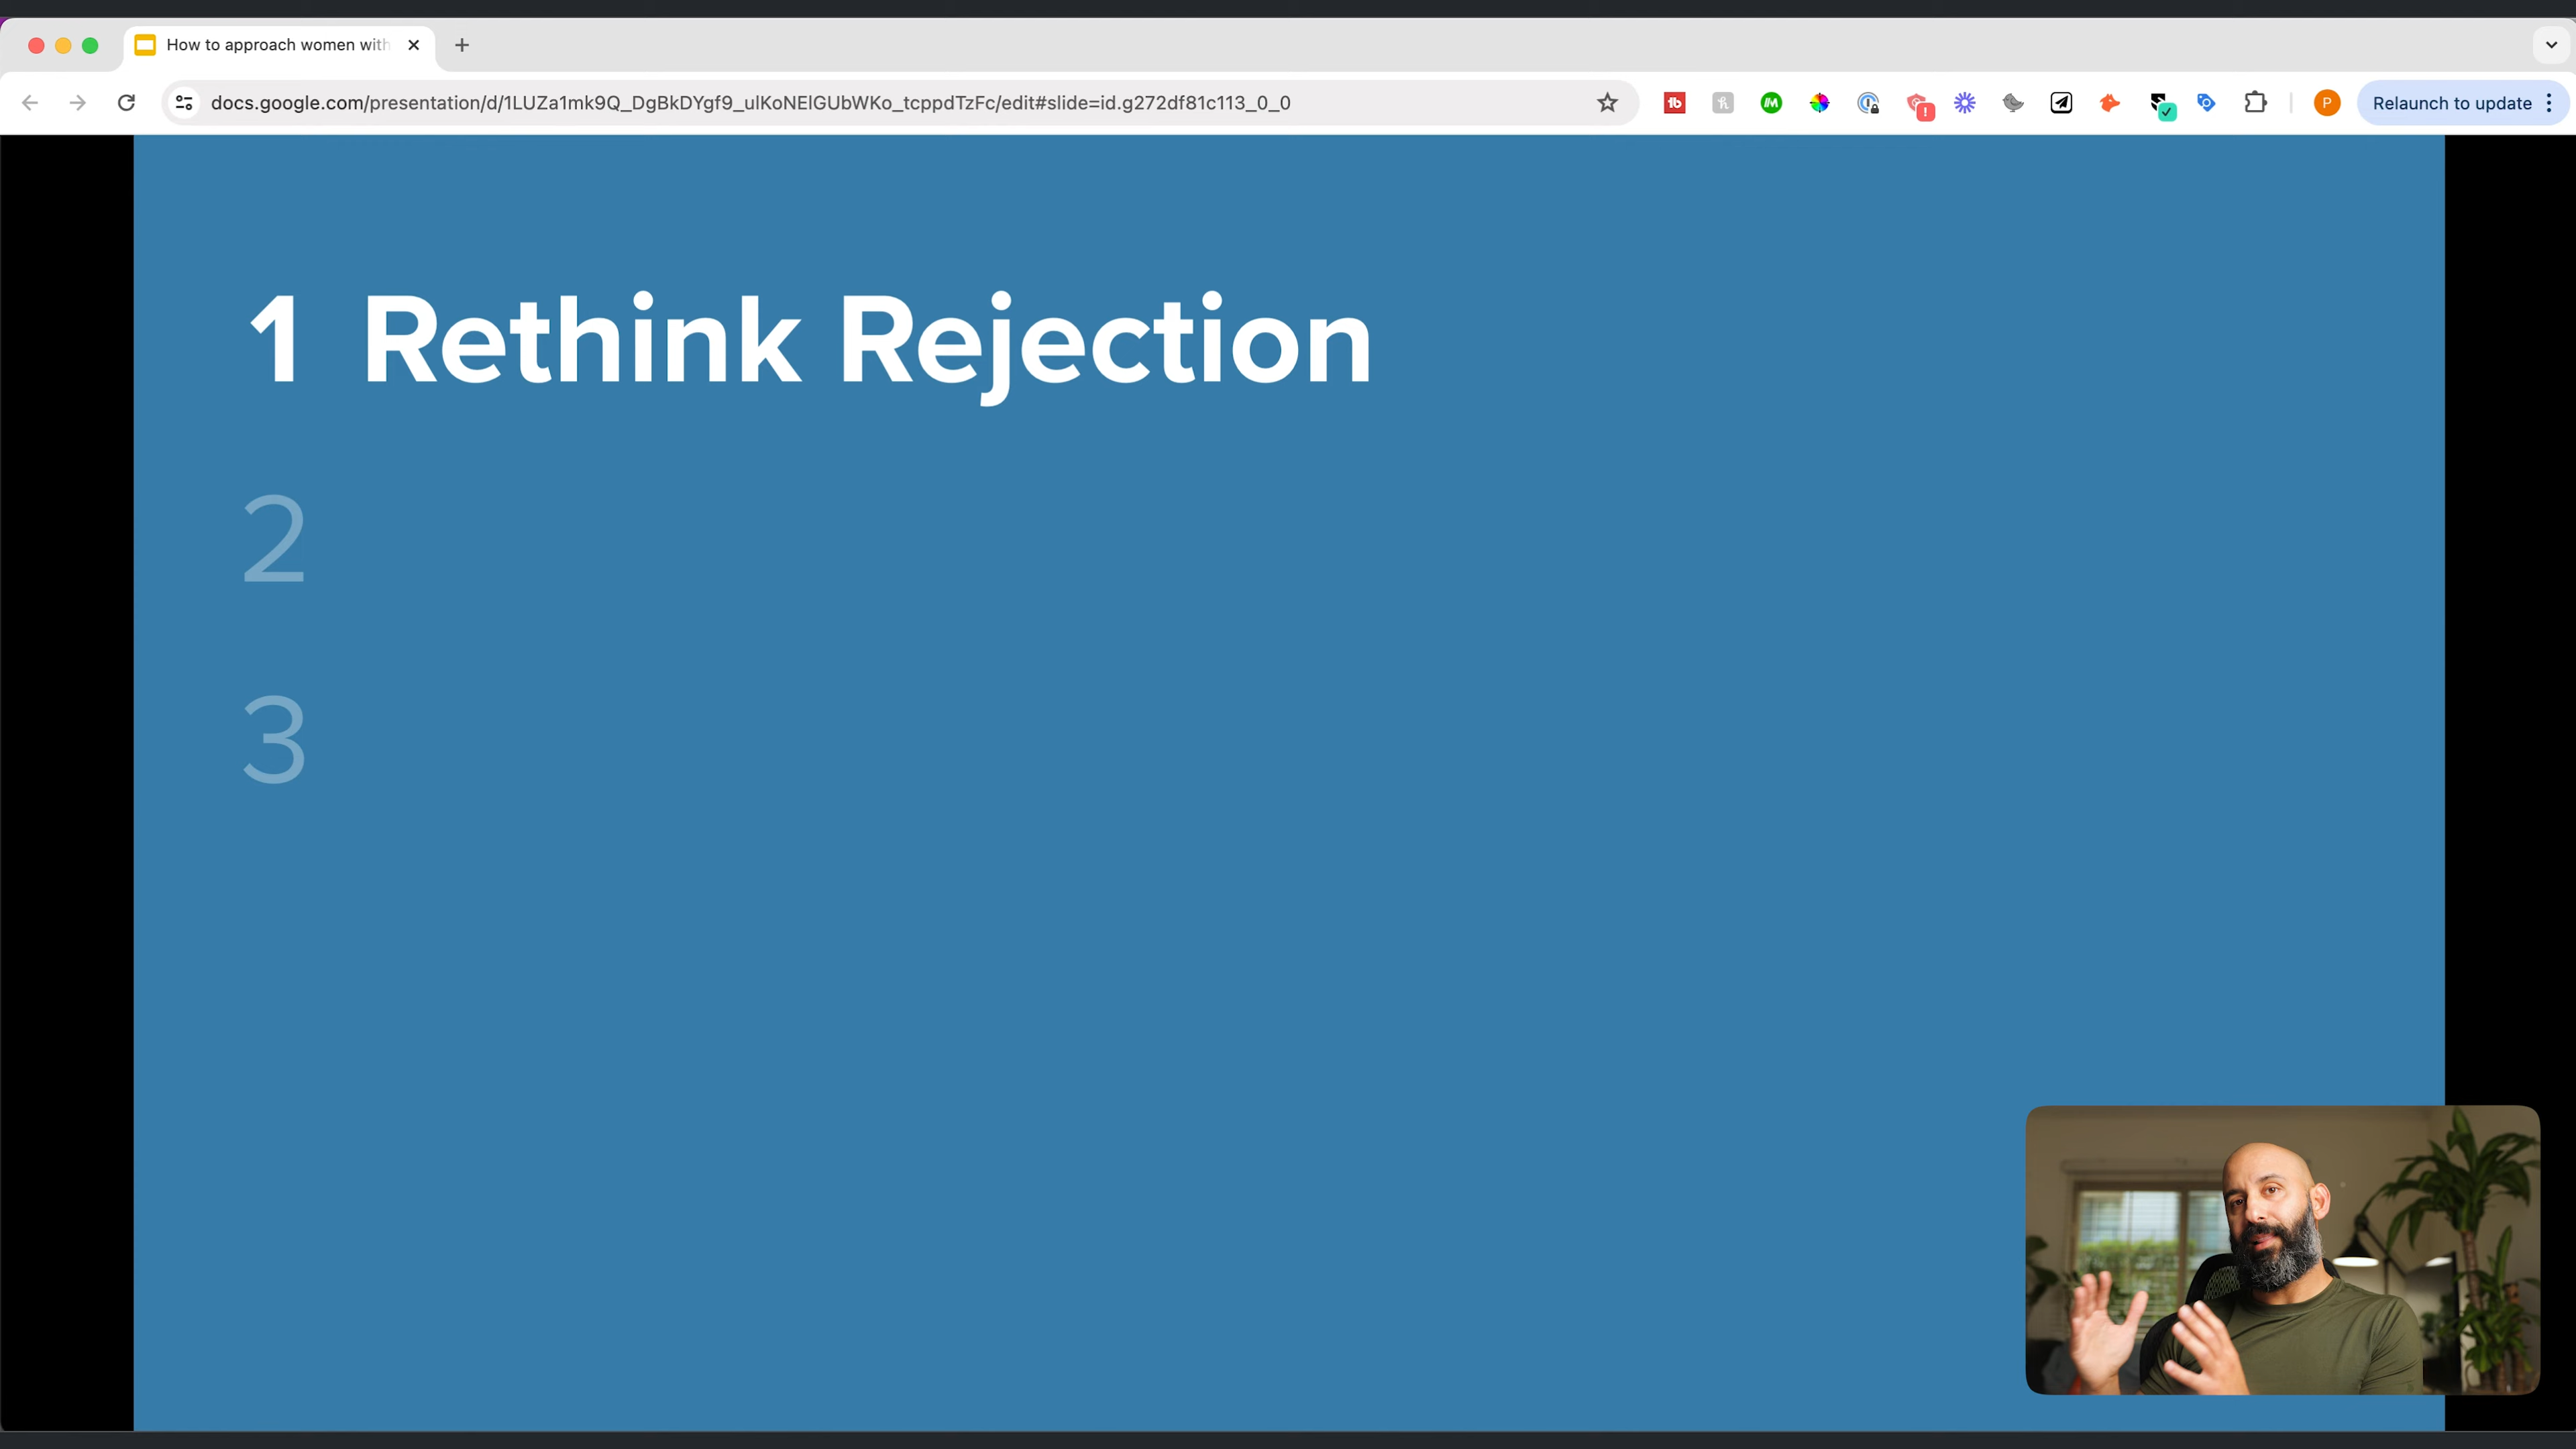 How to approach women with
docs.google.com/presentation/d/1LUZa1mk9Q_DgBkDYgf9_ulKoNElGUbWKo_tcppdTzFc/edit#slide=id.g272df81c113_0_0
P
Relaunch to update
1 Rethink Rejection
2
3